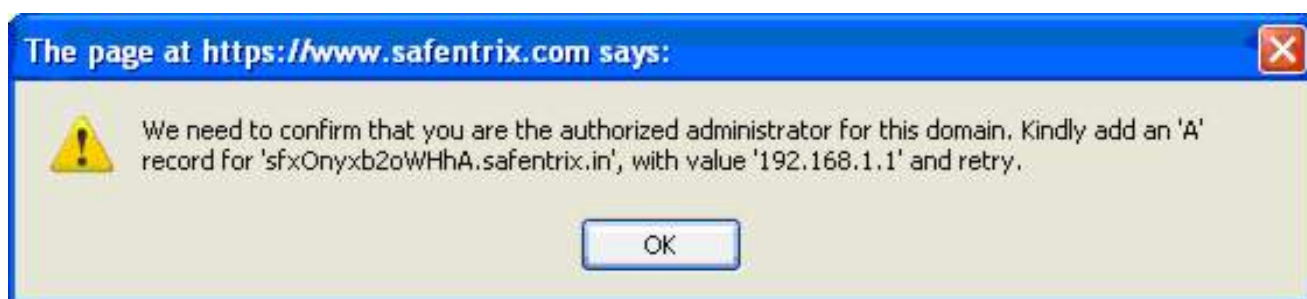 The page at https://www.safentrix.com says:
We need to confirm that you are the authorized administrator for this domain. Kindly add an 'A'
record for 'sfxOnyxb2oWHhA.safentrix.in', with value '192.168.1.1' and retry.
OK